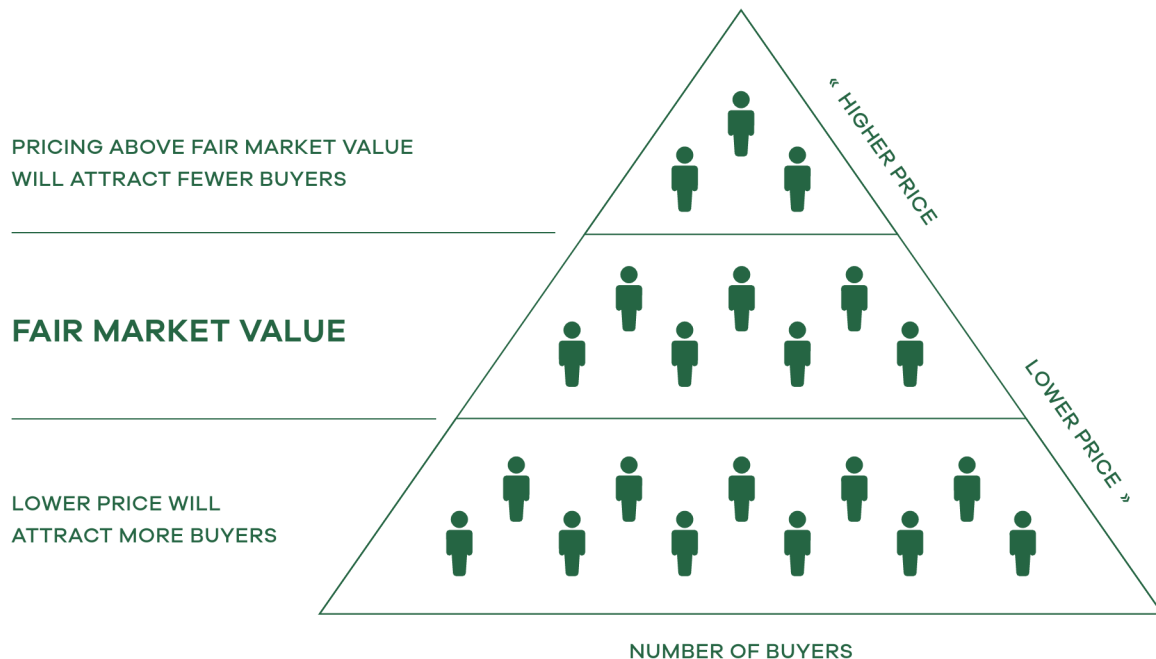 PRICING ABOVE FAIR MARKET VALUE
WILL ATTRACT FEWER BUYERS
« HIGHER PRICE
FAIR MARKET VALUE
LOWER PRICE »
LOWER PRICE WILL
ATTRACT MORE BUYERS
NUMBER OF BUYERS